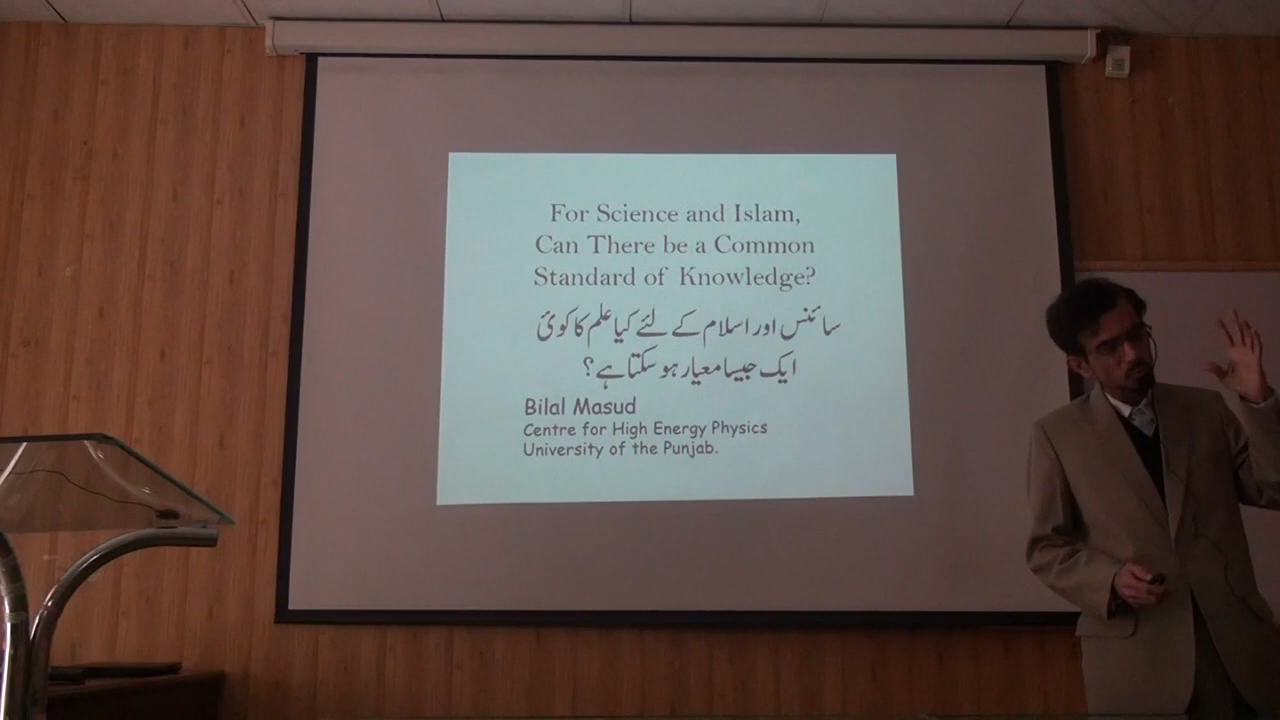 For Science and Islam,
Can There be a Common
Standard of Knowledge?
سائنس اور اسلام کے لئے کیا علم کا کوئ
ایک جیسا معیار ہو سکتا ہے؟
Bilal Masud
Centre for High Energy Physics
University of the Punjab.